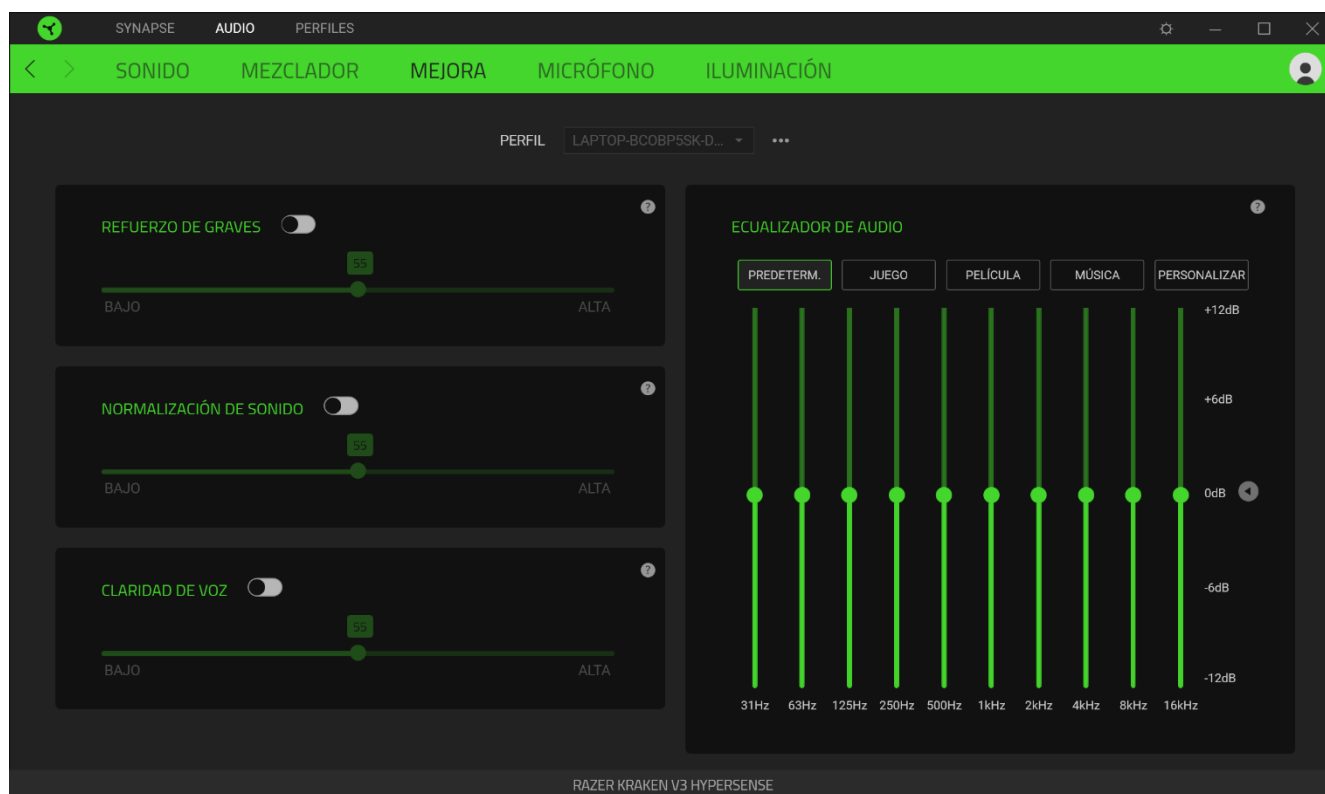 SYNAPSE AUDIO PERFILES
SONIDO MEZCLADOR MEJORA MICRÓFONO ILUMINACIÓN
PERFIL LAPTOP-BCOBP5SK-D... •••
REFUERZO DE GRAVES
?
55
BAJO ALTA
NORMALIZACIÓN DE SONIDO
?
55
BAJO ALTA
CLARIDAD DE VOZ
?
55
BAJO ALTA
ECUALIZADOR DE AUDIO
?
PREDETERM. JUEGO PELÍCULA MÚSICA PERSONALIZAR
+12dB
+6dB
0dB
-6dB
-12dB
31Hz 63Hz 125Hz 250Hz 500Hz 1kHz 2kHz 4kHz 8kHz 16kHz
RAZER KRAKEN V3 HYPERSENSE